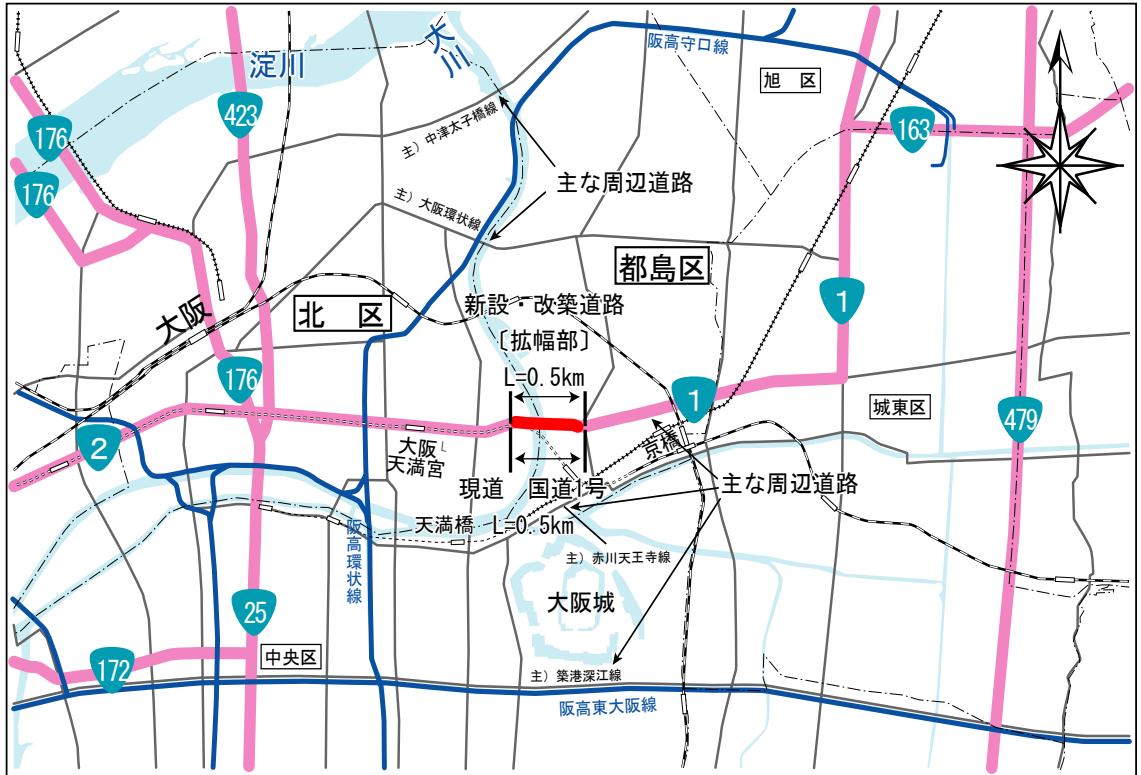 大川
阪高守口線
淀川
旭 区
423
176
163
主）中津太子橋線
176
主な周辺道路
主）大阪環状線
都島区
新設・改築道路
1
大阪
北 区
〔拡幅部〕
L=0.5km
176
1
城東区
479
2
大阪
天満宮
京橋
現道 国道1号
主な周辺道路
天満橋
L=0.5km
阪高環状線
主）赤川天王寺線
大阪城
25
中央区
172
主）築港深江線
阪高東大阪線